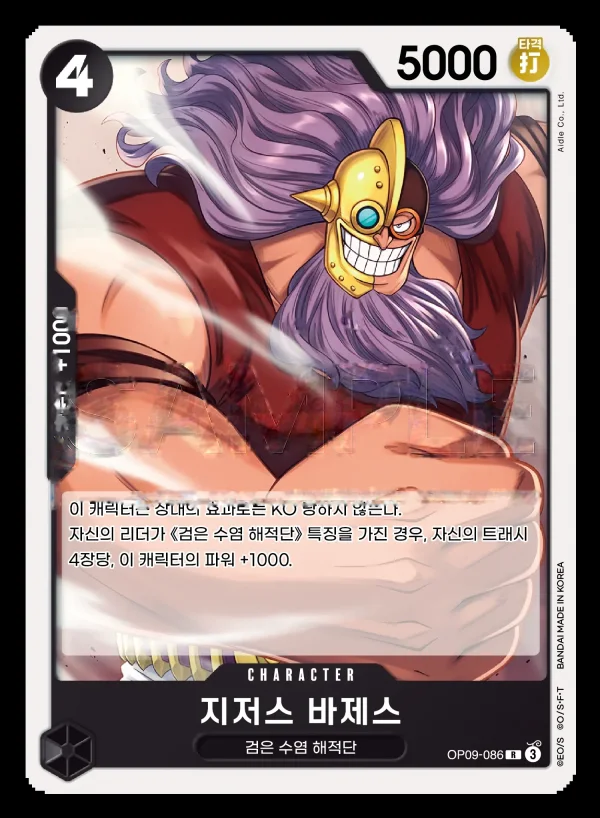 4
5000
타격
打
Aidle Co., Ltd.
+1000
SAMPLE
이 캐릭터는 상대의 효과로는 KO 당하지 않는다.
자신의 리더가 《검은 수염 해적단》 특징을 가진 경우, 자신의 트래시
4장당, 이 캐릭터의 파워 +1000.
CHARACTER
지저스 바제스
검은 수염 해적단
OP09-086 R 3
©EO/S ©O/S·F·T BANDAI MADE IN KOREA